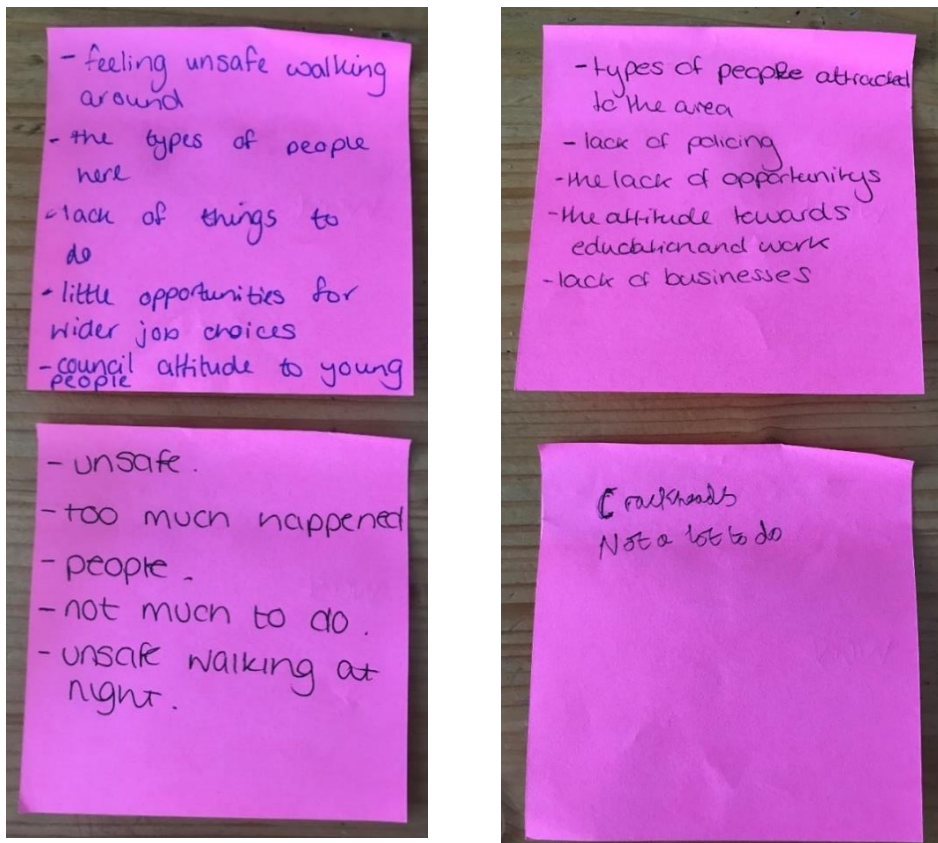 - feeling unsafe walking
around
- the types of people
here
- lack of things to
do
- little opportunities for
wider job choices
- council attitude to young
people
- types of people attracted
to the area
- lack of policing
- the lack of opportunitys
- the attitude towards
education and work
- lack of businesses
- unsafe.
- too much happened
- people.
- not much to do.
- unsafe walking at
night.
Crackheads
Not a lot to do